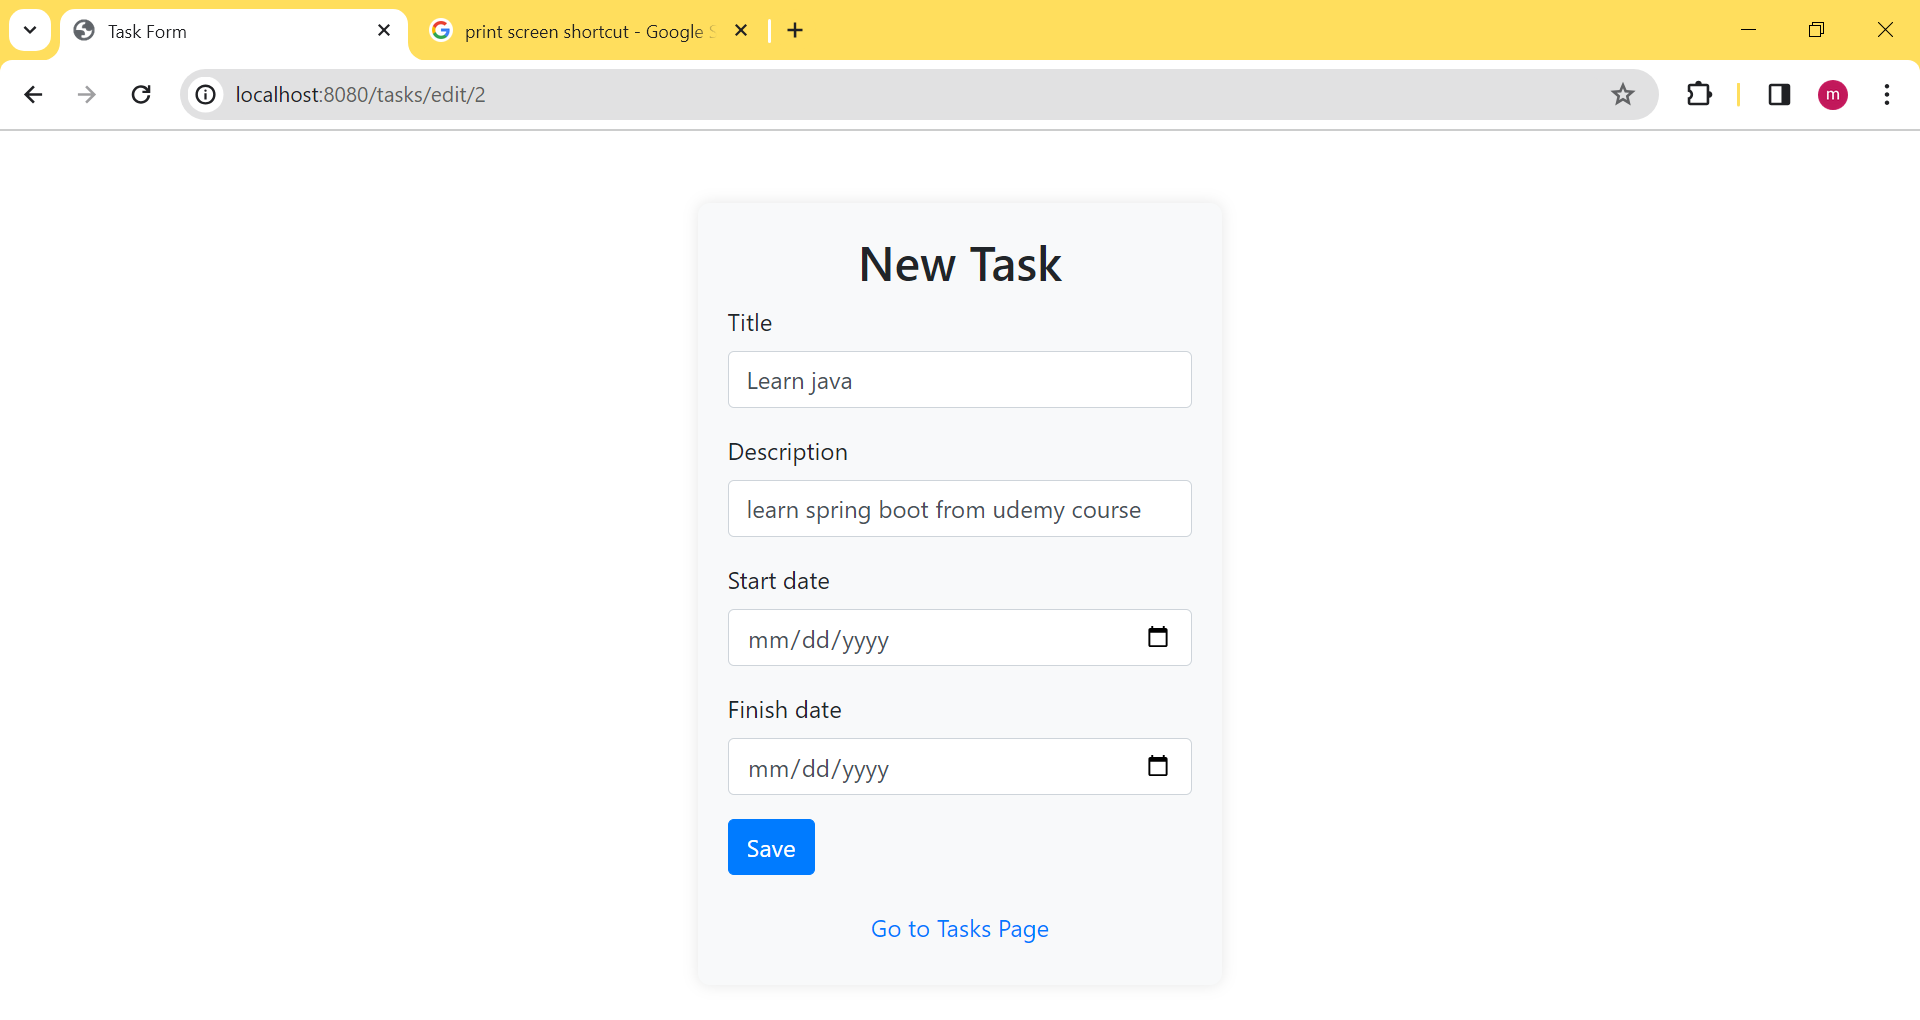 Task Form
print screen shortcut - Google S
localhost:8080/tasks/edit/2
m
New Task
Title
Learn java
Description
learn spring boot from udemy course
Start date
mm/dd/yyyy
Finish date
mm/dd/yyyy
Save
Go to Tasks Page